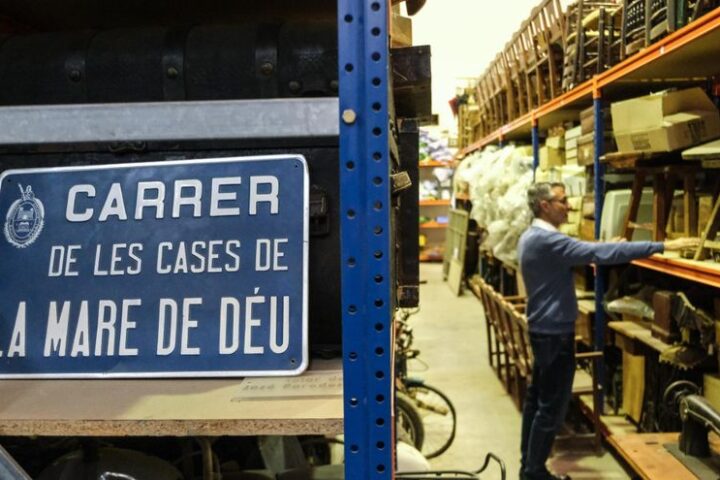 CARRER
DE LES CASES DE
LA MARE DE DÉU